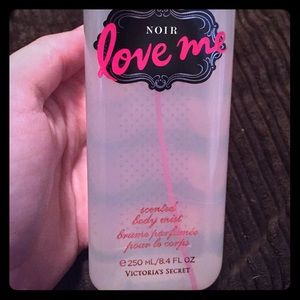 NOIR
love me
scented
body mist
brume parfumée
pour le corps
℮ 250 mL/8.4 FL OZ
VICTORIA'S SECRET